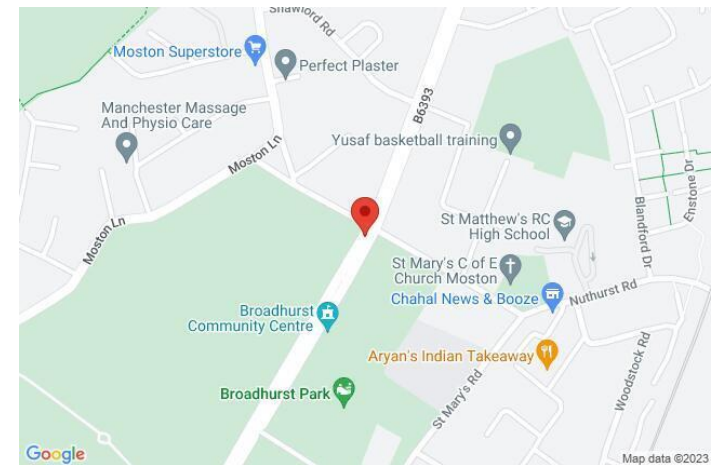 Shawford Rd
Moston Superstore
Perfect Plaster
B6393
Manchester Massage
And Physio Care
Yusaf basketball training
Moston Ln
Enstone Dr
Blandford Dr
St Matthew's RC
High School
Moston Ln
St Mary's C of E
Church Moston
Chahal News & Booze
Nuthurst Rd
Broadhurst
Community Centre
Aryan's Indian Takeaway
Woodstock Rd
Broadhurst Park
St Mary's Rd
Google
Map data ©2023